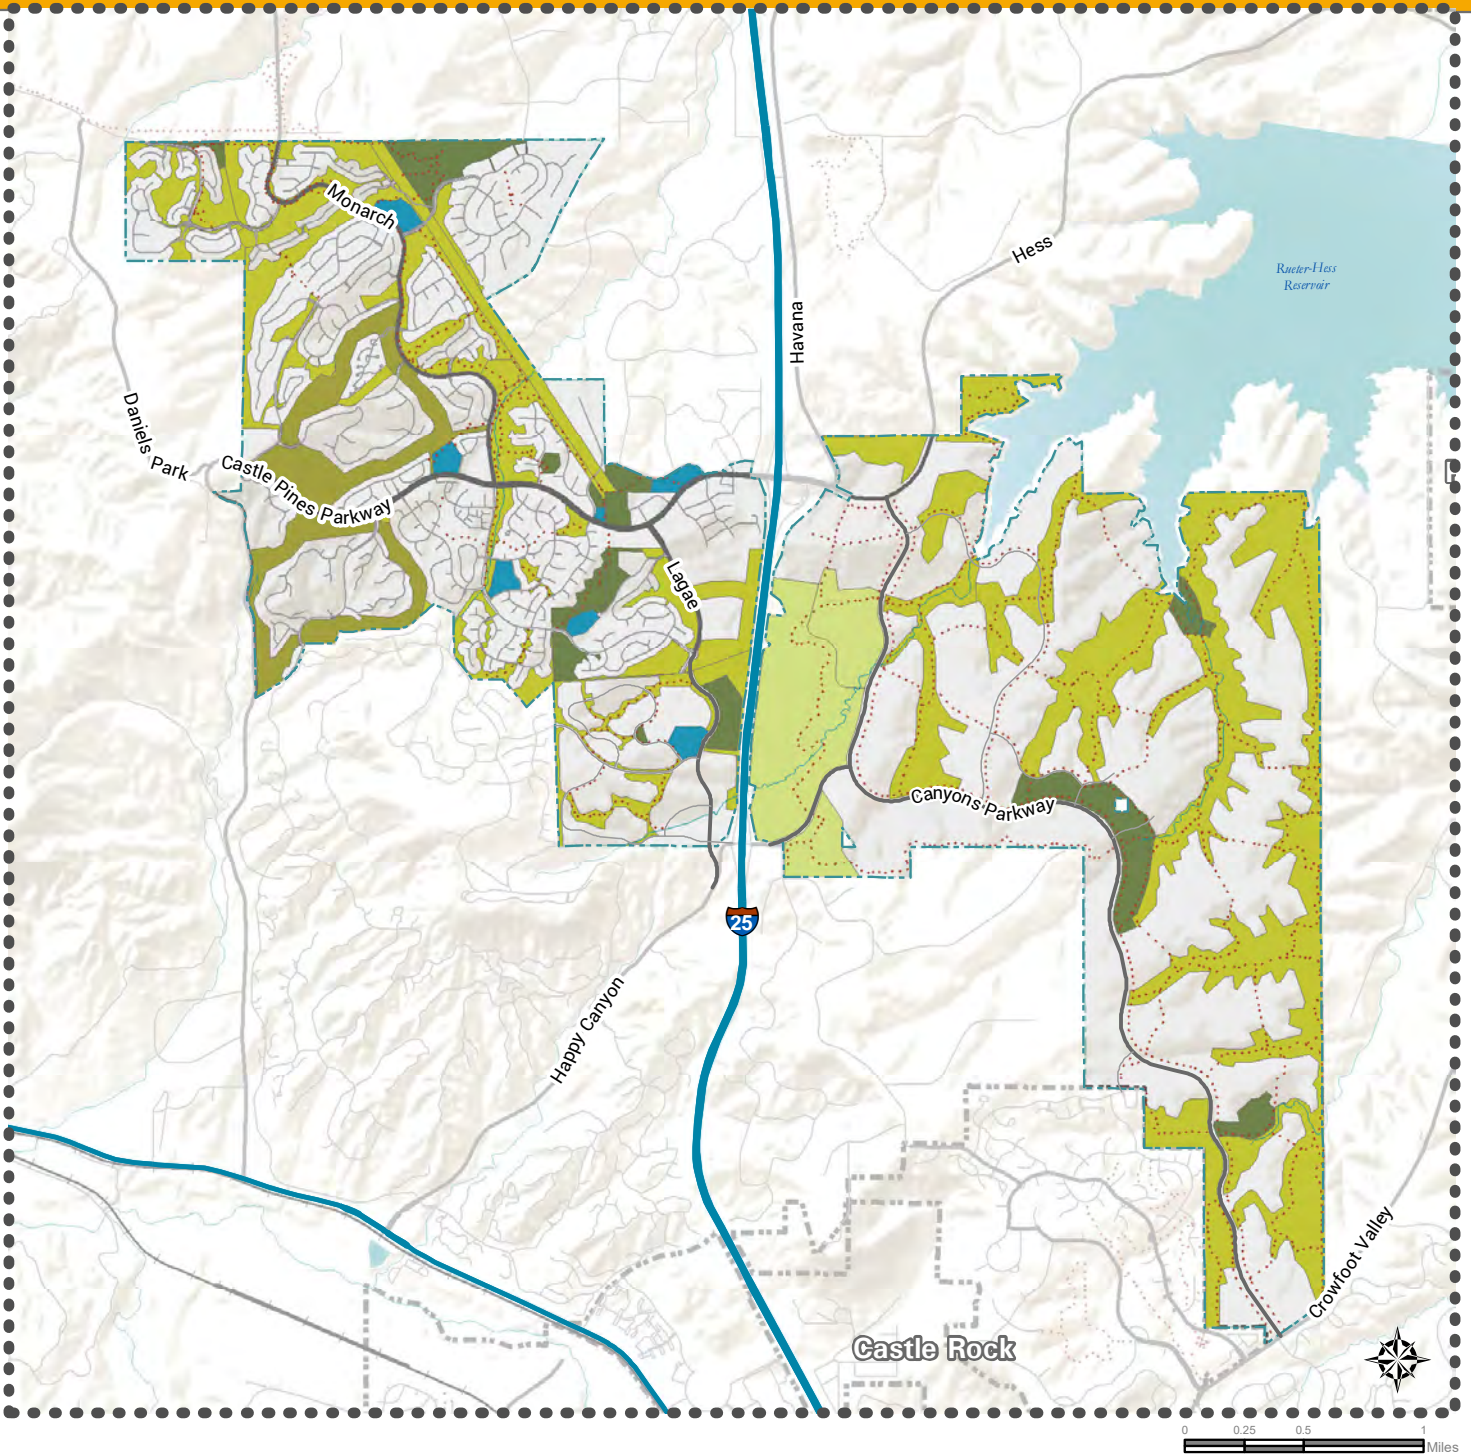 Monarch
Hess
Rueter-Hess
Reservoir
Havana
Daniels Park
Castle Pines Parkway
Lagae
Canyons Parkway
25
Happy Canyon
Crowfoot Valley
Castle Rock
0 0.25 0.5 1
Miles